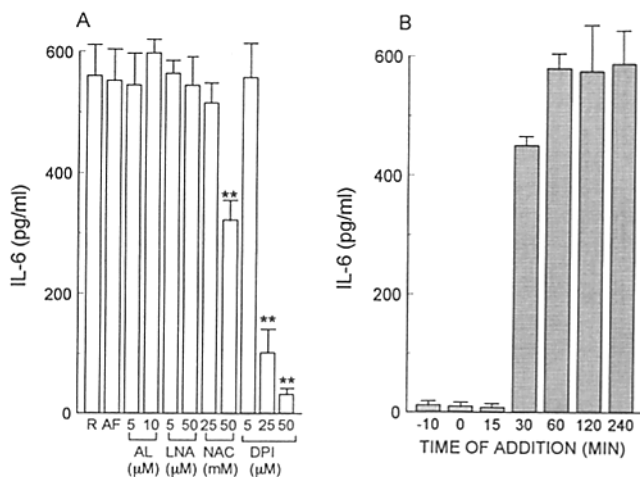 A
600
400
200
0
IL-6 (pg/ml)
**
**
**
R AF 5 10 5 50 25 50 5 25 50
AL LNA NAC DPI
(μM) (μM) (mM) (μM)
B
600
400
200
0
IL-6 (pg/ml)
-10 0 15 30 60 120 240
TIME OF ADDITION (MIN)